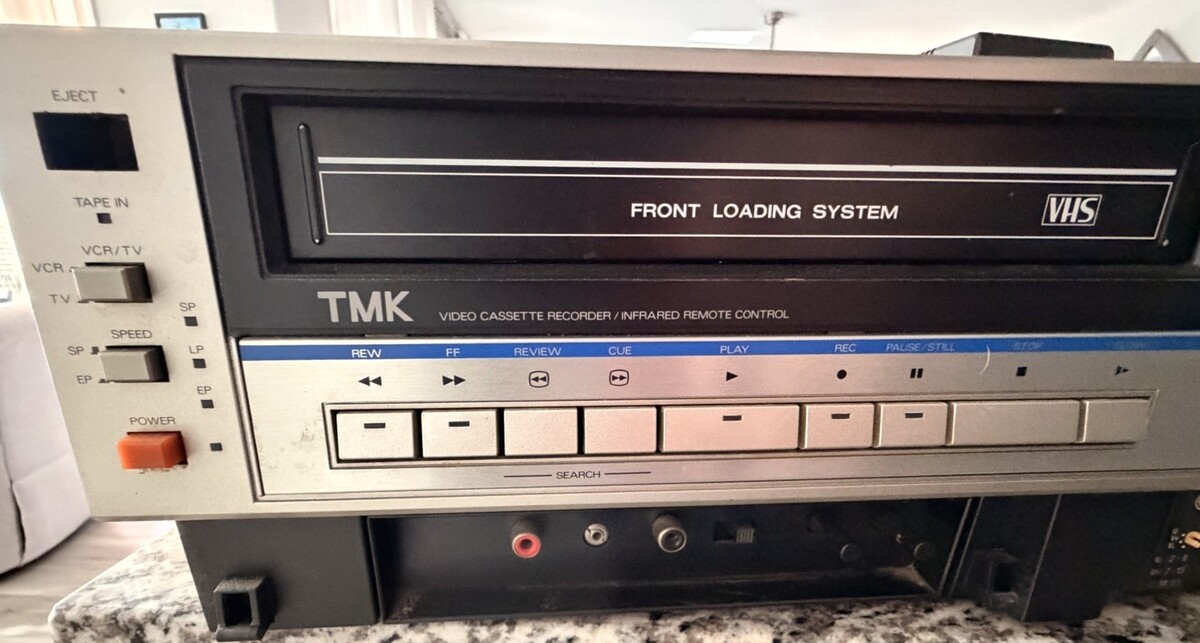 EJECT
TAPE IN
VCR/TV
VCR
TV
SPEED
SP
EP
POWER
SP
LP
EP
FRONT LOADING SYSTEM
VHS
TMK
VIDEO CASSETTE RECORDER / INFRARED REMOTE CONTROL
REW FF REVIEW CUE PLAY REC PAUSE/STILL STOP
SEARCH